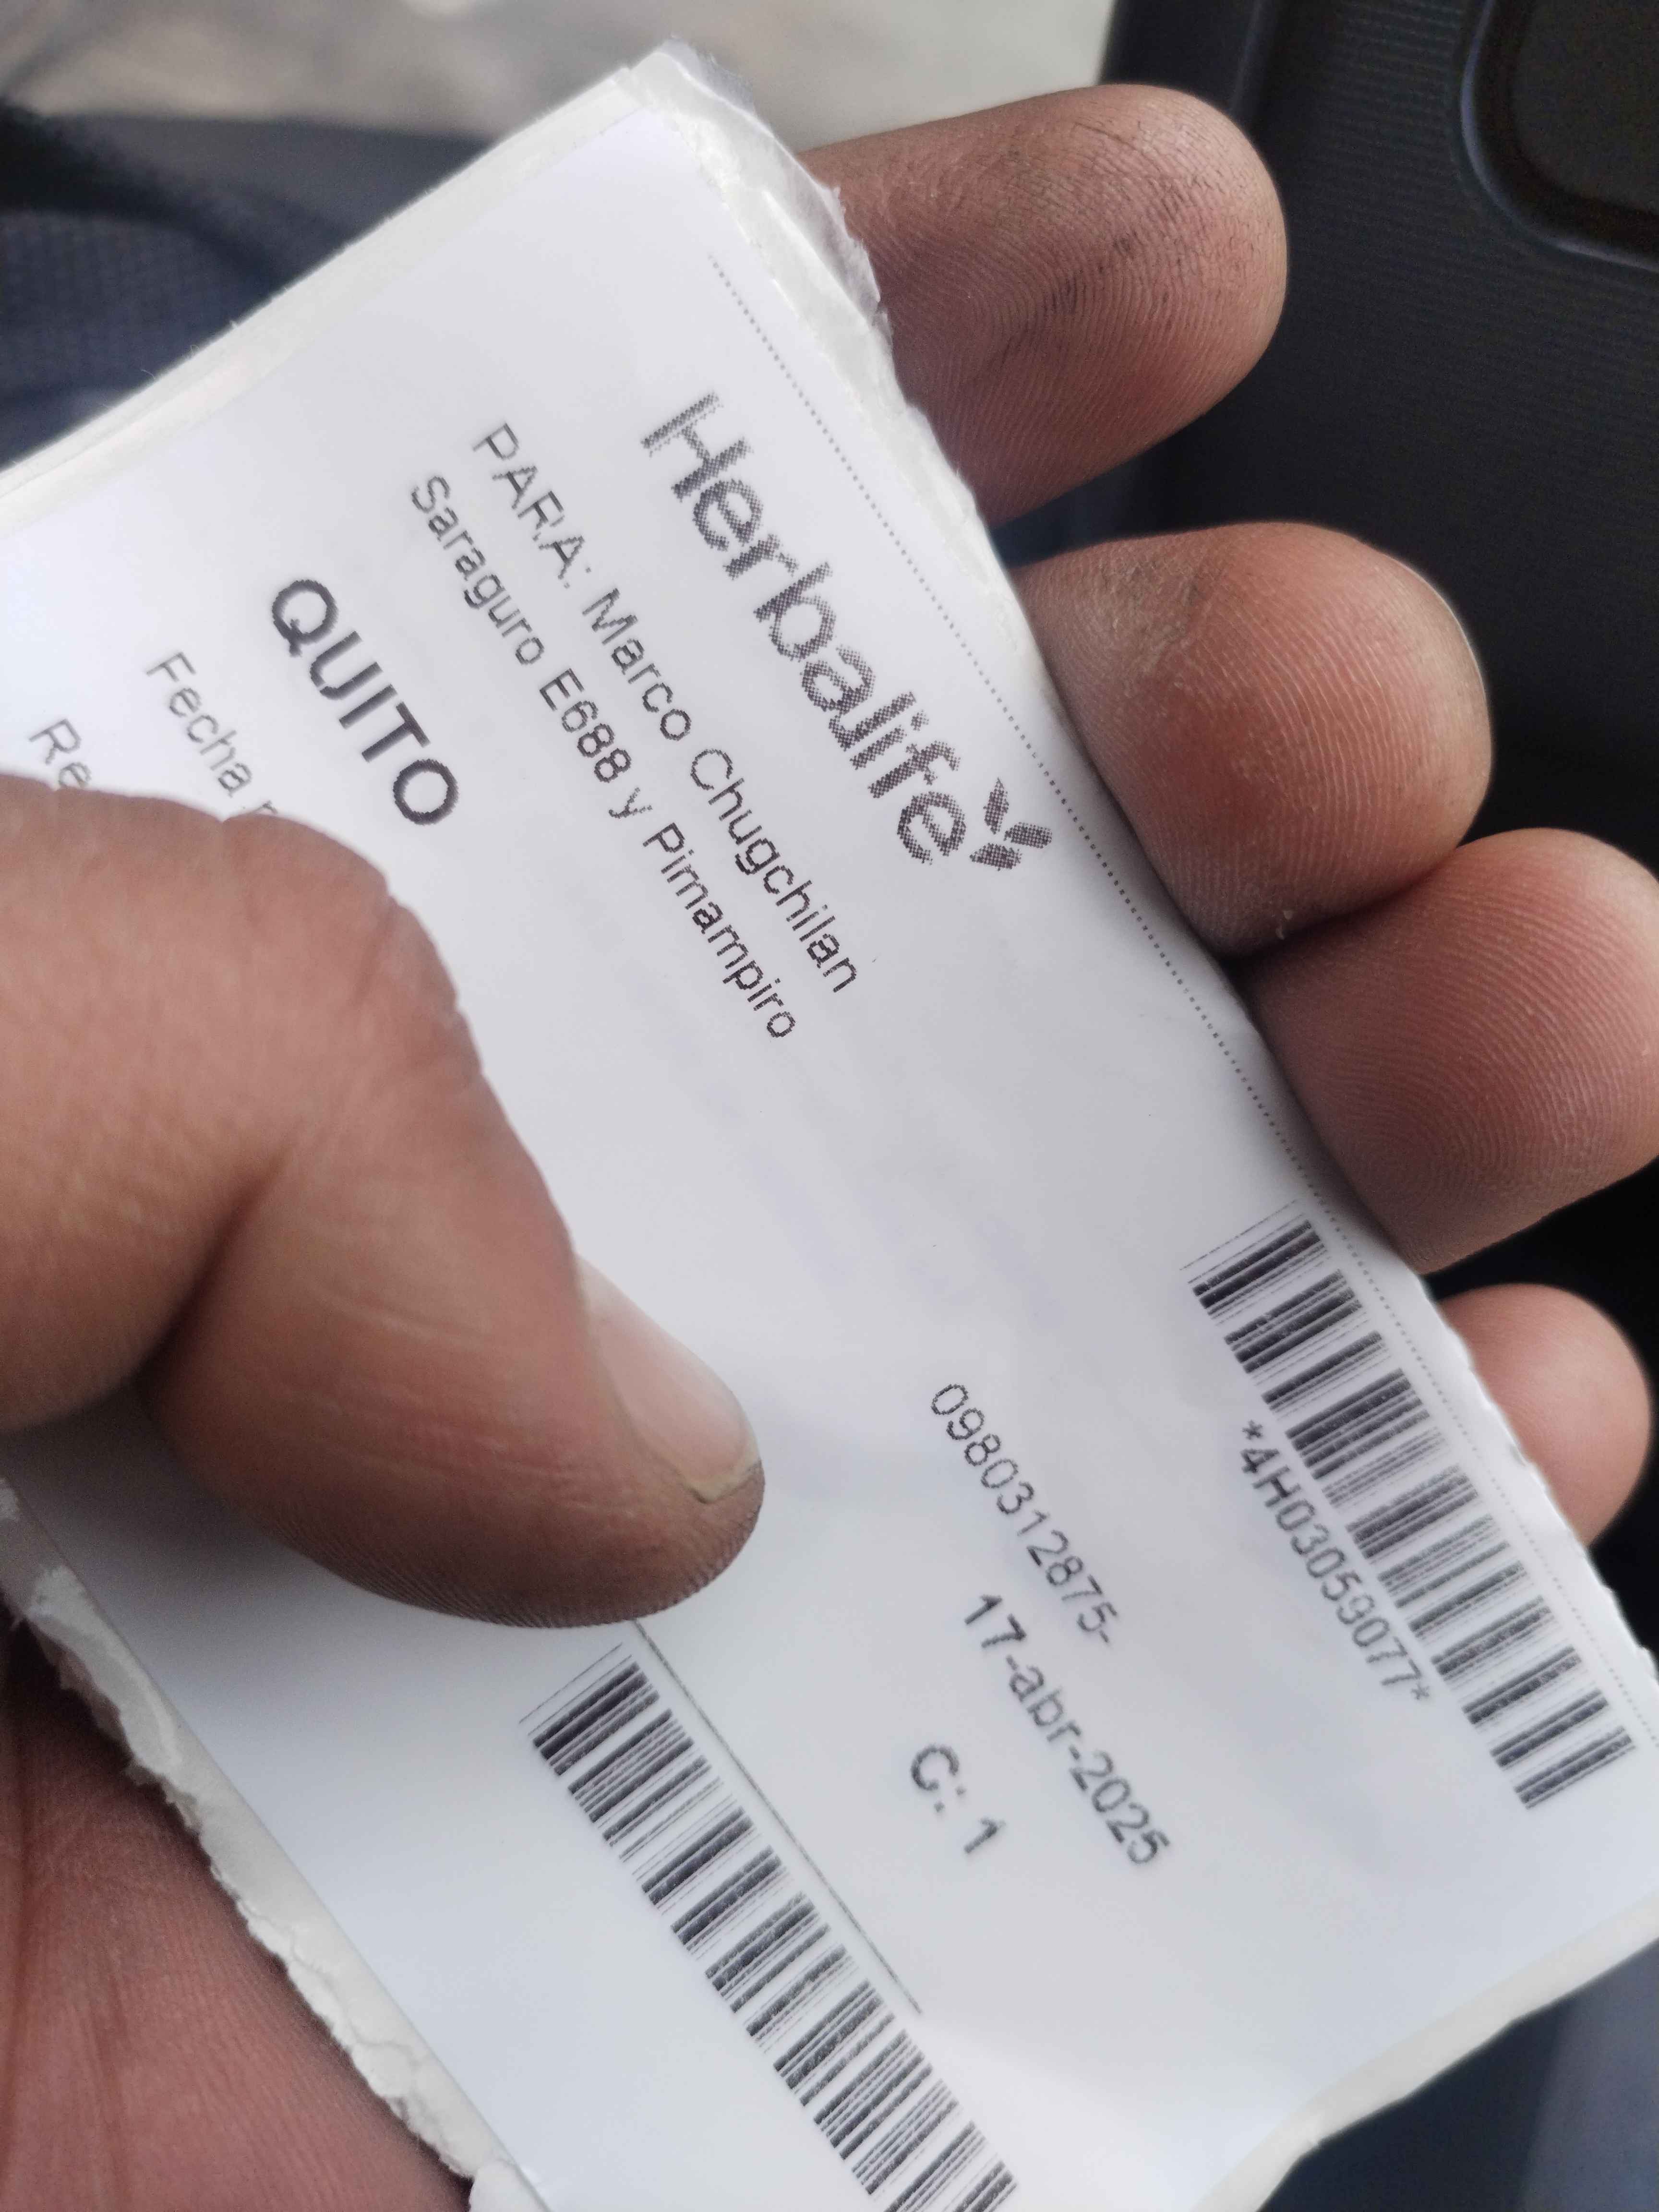 Herbalife
*4H03059077*
PARA: Marco Chugchilan
Saraguro E688 y Pimampiro
0980312875-
QUITO
17-abr-2025
Fecha
C: 1